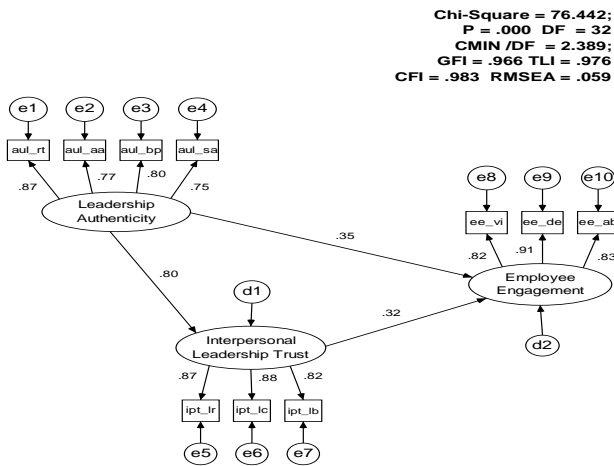 Chi-Square = 76.442;
P = .000 DF = 32
CMIN /DF = 2.389;
GFI = .966 TLI = .976
CFI = .983 RMSEA = .059
e1 e2 e3 e4
aul_rt aul_aa aul_bp aul_sa
.87 .77 .80 .75
Leadership
Authenticity
e8 e9 e10
ee_vi ee_de ee_ab
.82 .91 .83
Employee
Engagement
.35
.80
.32
d1
d2
Interpersonal
Leadership Trust
.87 .88 .82
ipt_lr ipt_lc ipt_lb
e5 e6 e7